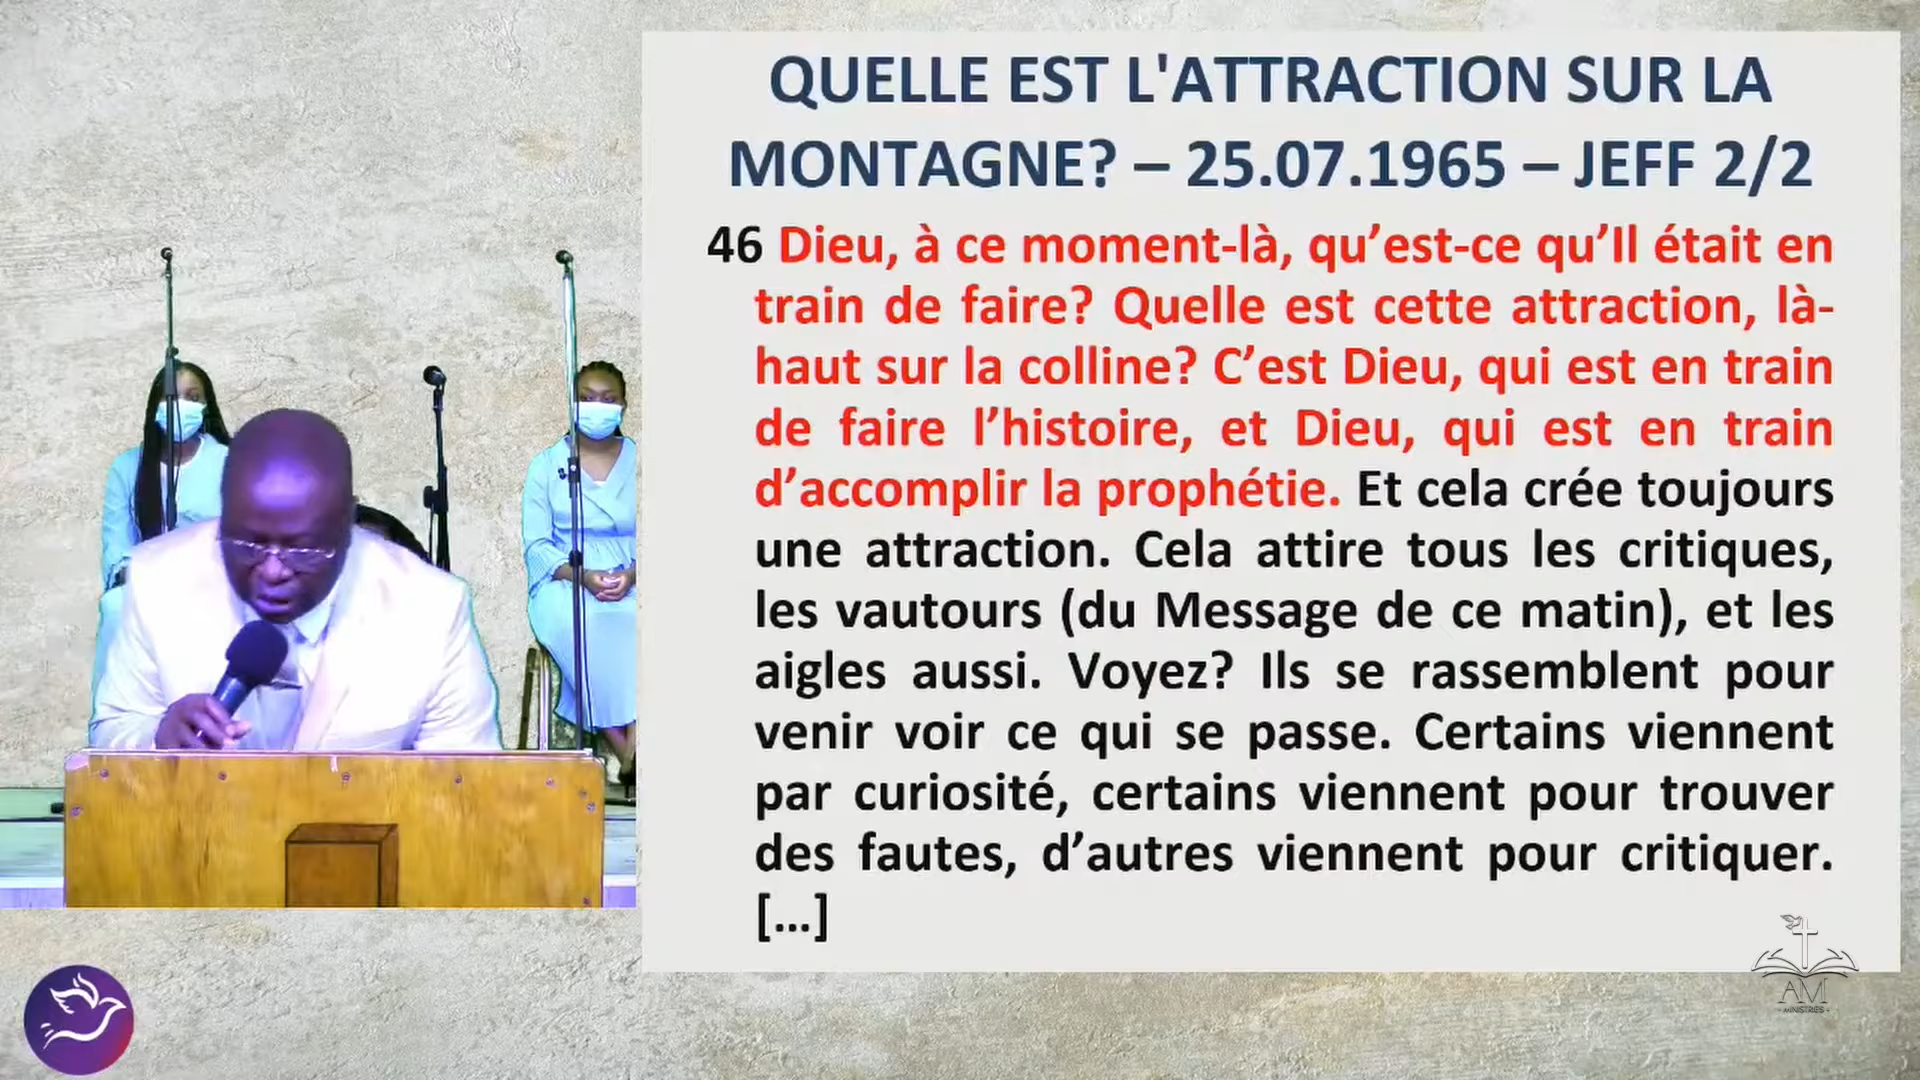 QUELLE EST L'ATTRACTION SUR LA
MONTAGNE? – 25.07.1965 – JEFF 2/2
46 Dieu, à ce moment-là, qu’est-ce qu’Il était en
train de faire? Quelle est cette attraction, là-
haut sur la colline? C’est Dieu, qui est en train
de faire l’histoire, et Dieu, qui est en train
d’accomplir la prophétie. Et cela crée toujours
une attraction. Cela attire tous les critiques,
les vautours (du Message de ce matin), et les
aigles aussi. Voyez? Ils se rassemblent pour
venir voir ce qui se passe. Certains viennent
par curiosité, certains viennent pour trouver
des fautes, d’autres viennent pour critiquer.
[...]
AM
- MINISTRIES -